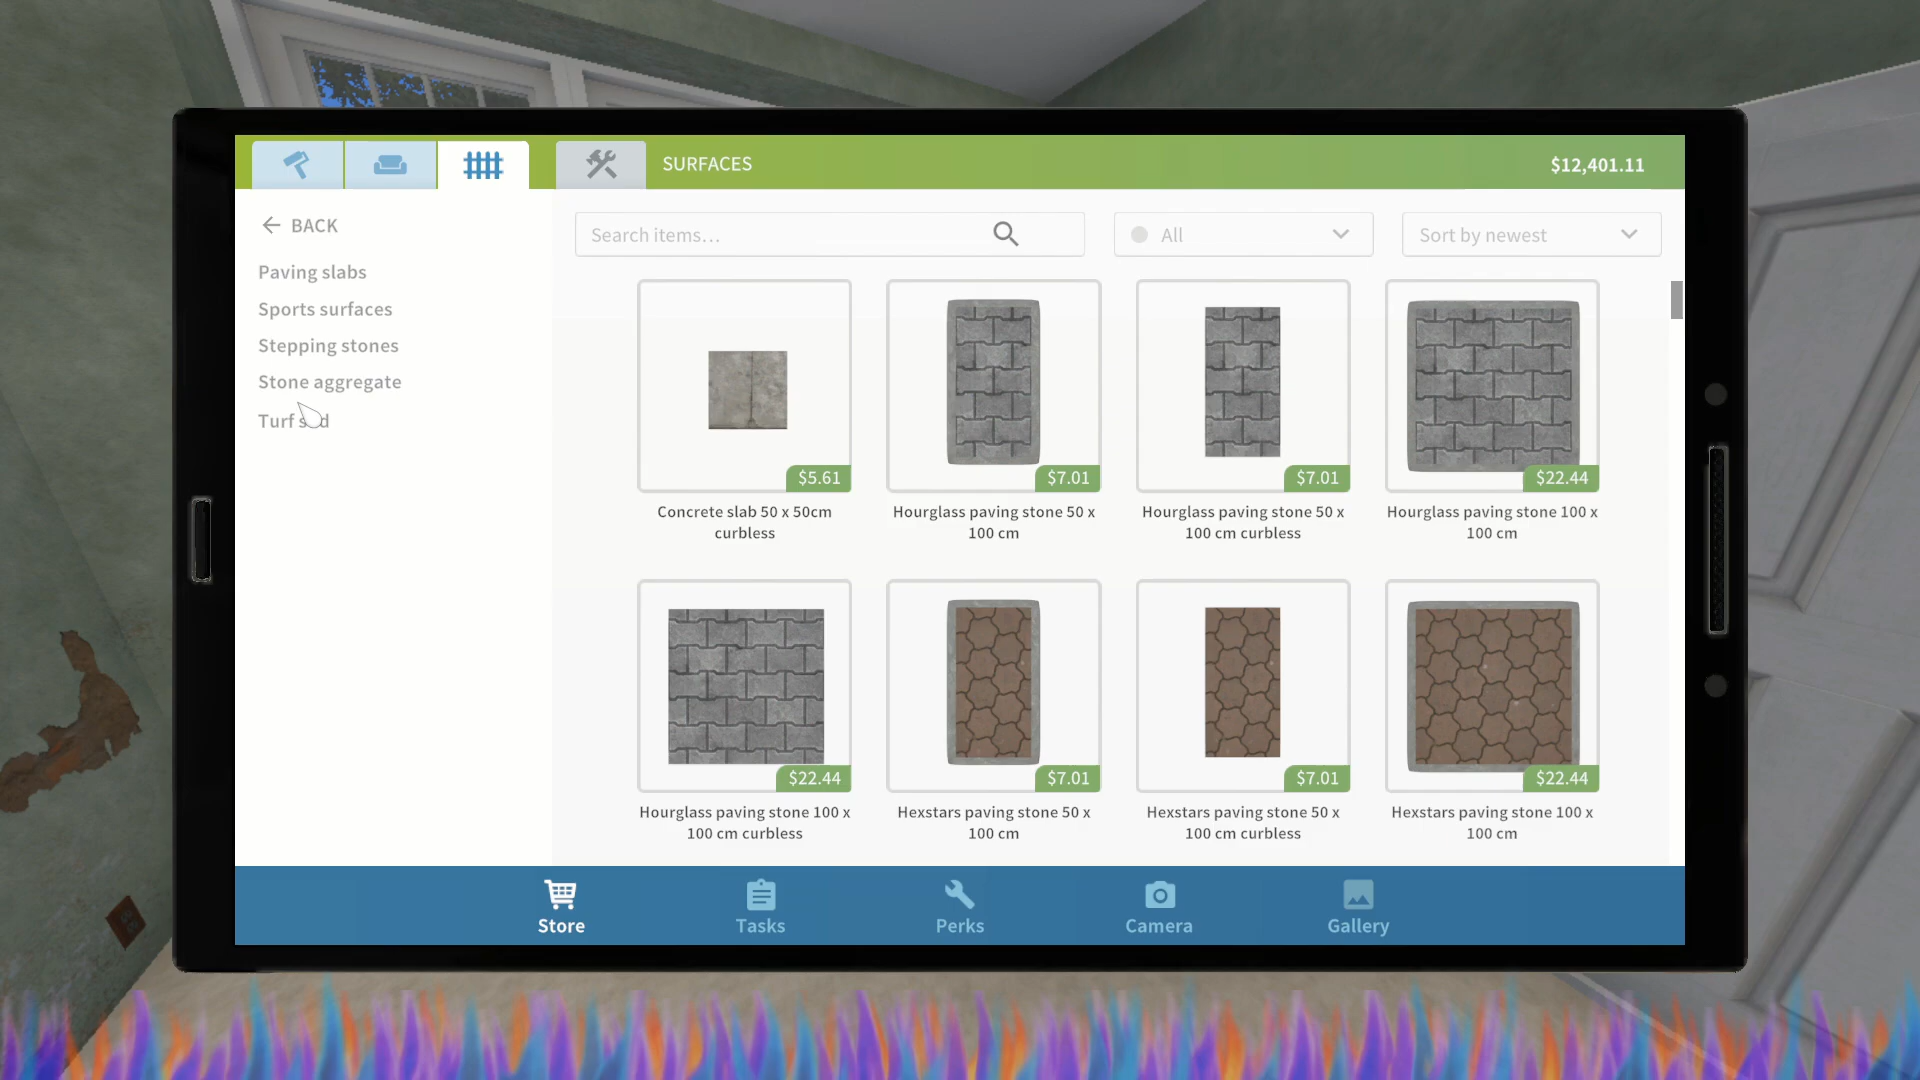 SURFACES
$12,401.11
BACK
Search items...
All
Sort by newest
Paving slabs
Sports surfaces
Stepping stones
Stone aggregate
Turf sod
$5.61
$7.01
$7.01
$22.44
Concrete slab 50 x 50cm
curbless
Hourglass paving stone 50 x
100 cm
Hourglass paving stone 50 x
100 cm curbless
Hourglass paving stone 100 x
100 cm
$22.44
$7.01
$7.01
$22.44
Hourglass paving stone 100 x
100 cm curbless
Hexstars paving stone 50 x
100 cm
Hexstars paving stone 50 x
100 cm curbless
Hexstars paving stone 100 x
100 cm
Store
Tasks
Perks
Camera
Gallery